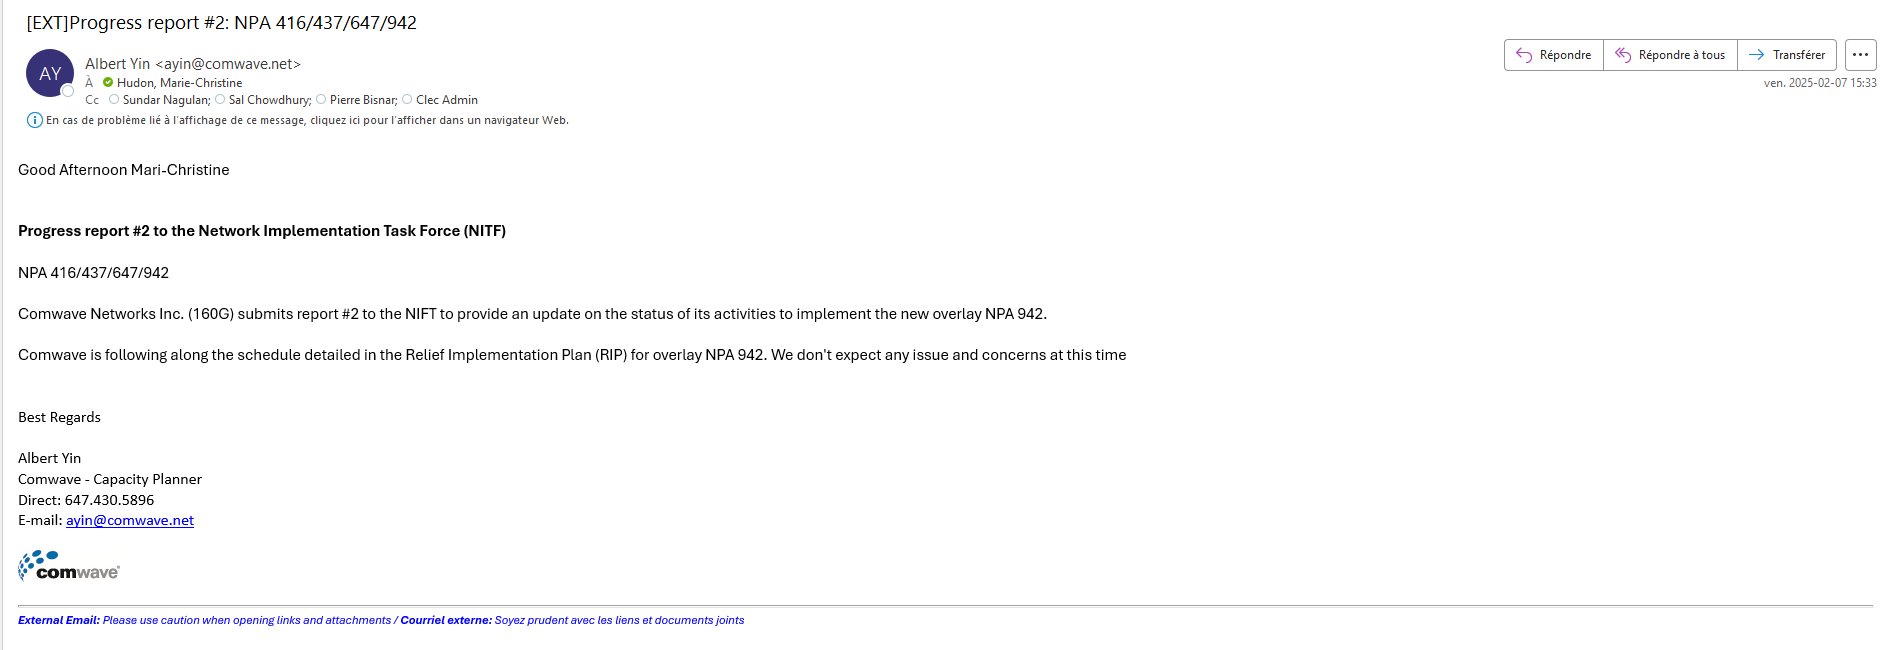 [EXT]Progress report #2: NPA 416/437/647/942
AY
Albert Yin <ayin@comwave.net>
À Hudon, Marie-Christine
Cc Sundar Nagulan; Sal Chowdhury; Pierre Bisnar; Clec Admin
Répondre Répondre à tous Transférer
ven. 2025-02-07 15:33
En cas de problème lié à l'affichage de ce message, cliquez ici pour l'afficher dans un navigateur Web.
Good Afternoon Mari-Christine
Progress report #2 to the Network Implementation Task Force (NITF)
NPA 416/437/647/942
Comwave Networks Inc. (160G) submits report #2 to the NIFT to provide an update on the status of its activities to implement the new overlay NPA 942.
Comwave is following along the schedule detailed in the Relief Implementation Plan (RIP) for overlay NPA 942. We don't expect any issue and concerns at this time
Best Regards
Albert Yin
Comwave - Capacity Planner
Direct: 647.430.5896
E-mail: ayin@comwave.net
comwave
External Email: Please use caution when opening links and attachments / Courriel externe: Soyez prudent avec les liens et documents joints